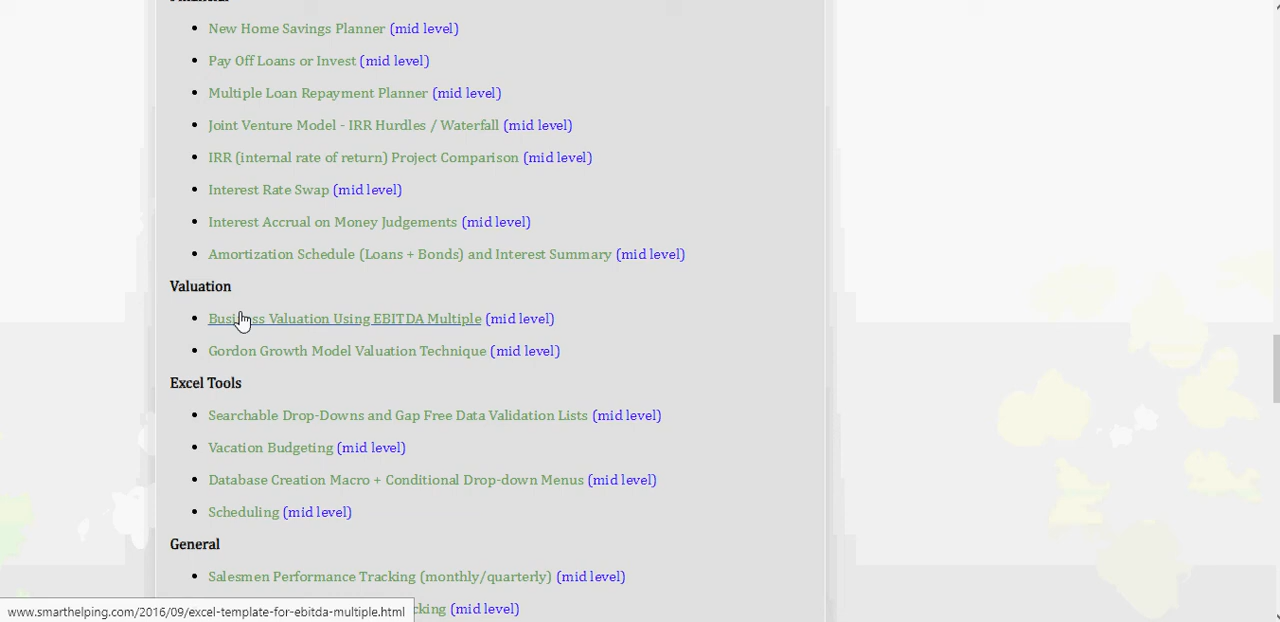 New Home Savings Planner (mid level)
Pay Off Loans or Invest (mid level)
Multiple Loan Repayment Planner (mid level)
Joint Venture Model - IRR Hurdles / Waterfall (mid level)
IRR (internal rate of return) Project Comparison (mid level)
Interest Rate Swap (mid level)
Interest Accrual on Money Judgements (mid level)
Amortization Schedule (Loans + Bonds) and Interest Summary (mid level)
Valuation
Business Valuation Using EBITDA Multiple (mid level)
Gordon Growth Model Valuation Technique (mid level)
Excel Tools
Searchable Drop-Downs and Gap Free Data Validation Lists (mid level)
Vacation Budgeting (mid level)
Database Creation Macro + Conditional Drop-down Menus (mid level)
Scheduling (mid level)
General
Salesmen Performance Tracking (monthly/quarterly) (mid level)
(mid level)
www.smarthelping.com/2016/09/excel-template-for-ebitda-multiple.html